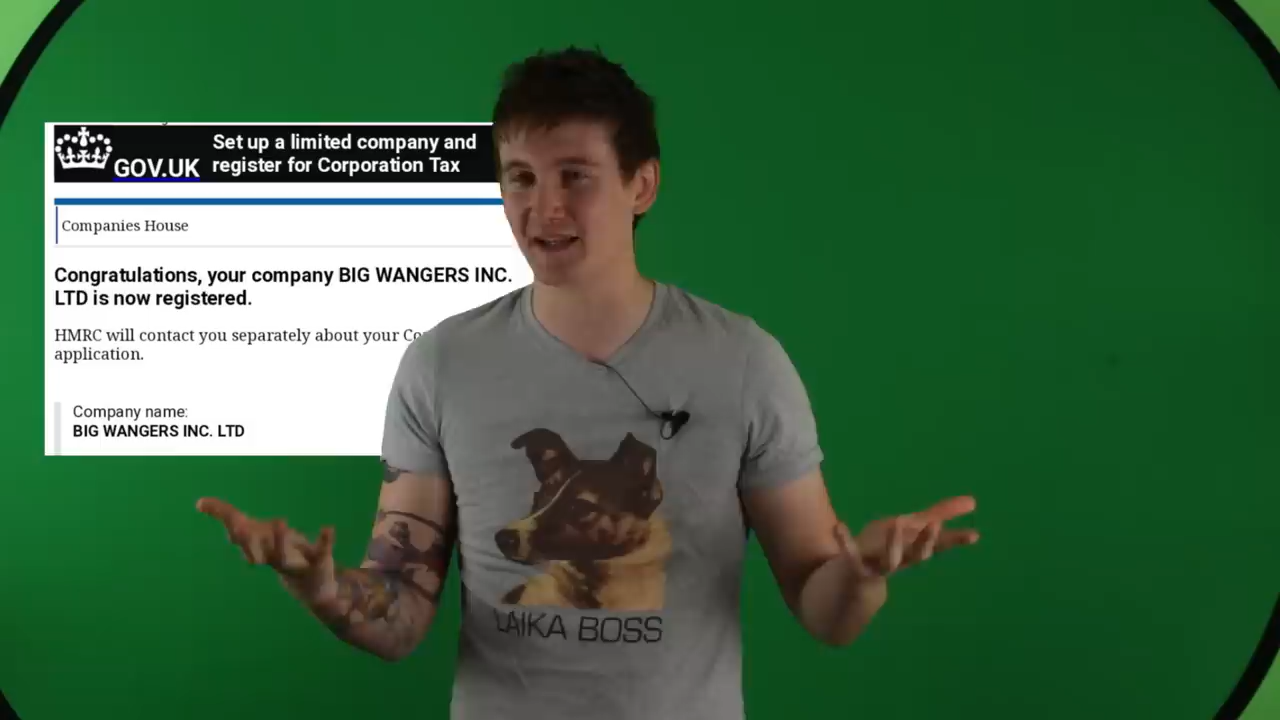 GOV.UK
Set up a limited company and
register for Corporation Tax
Companies House
Congratulations, your company BIG WANGERS INC.
LTD is now registered.
HMRC will contact you separately about your
application.
Company name:
BIG WANGERS INC. LTD
LAIKA BOSS